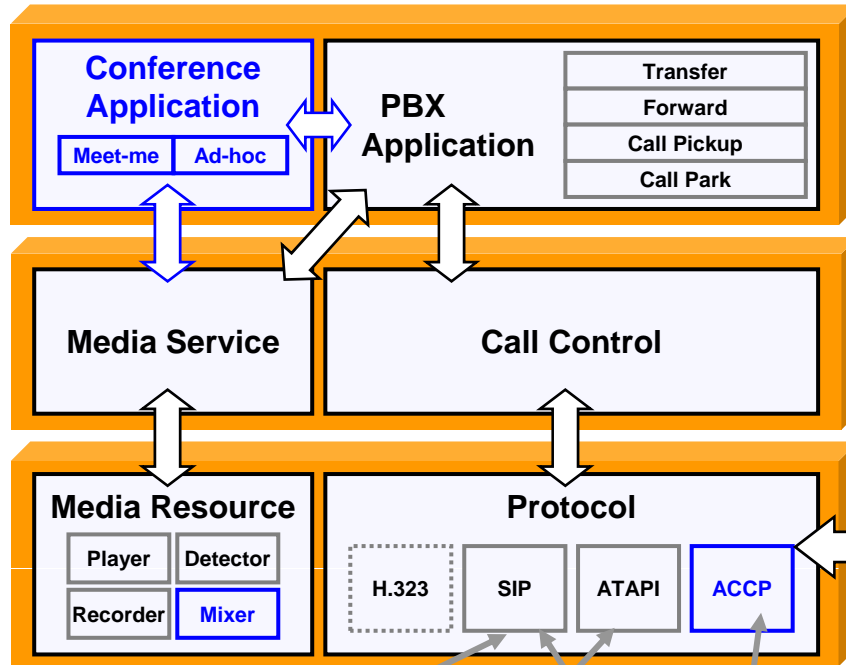 Conference
Application
Meet-me
Ad-hoc
PBX
Application
Transfer
Forward
Call Pickup
Call Park
Media Service
Call Control
Media Resource
Player
Detector
Recorder
Mixer
Protocol
H.323
SIP
ATAPI
ACCP